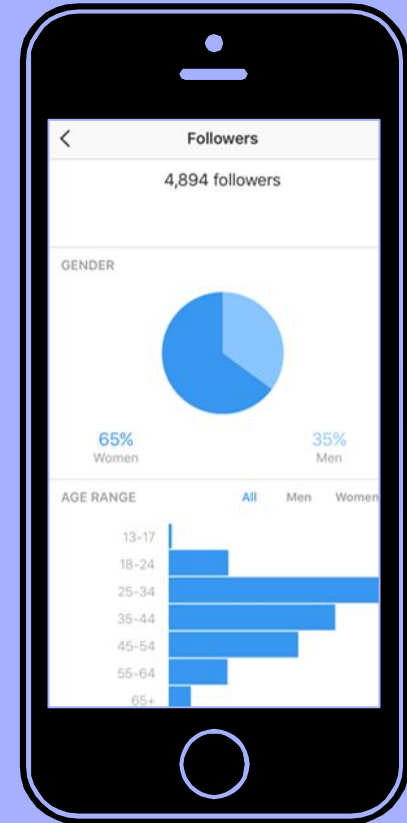 Followers
4,894 followers
GENDER
65% 35%
Women Men
AGE RANGE All Men Women
13-17
18-24
25-34
35-44
45-54
55-64
65+